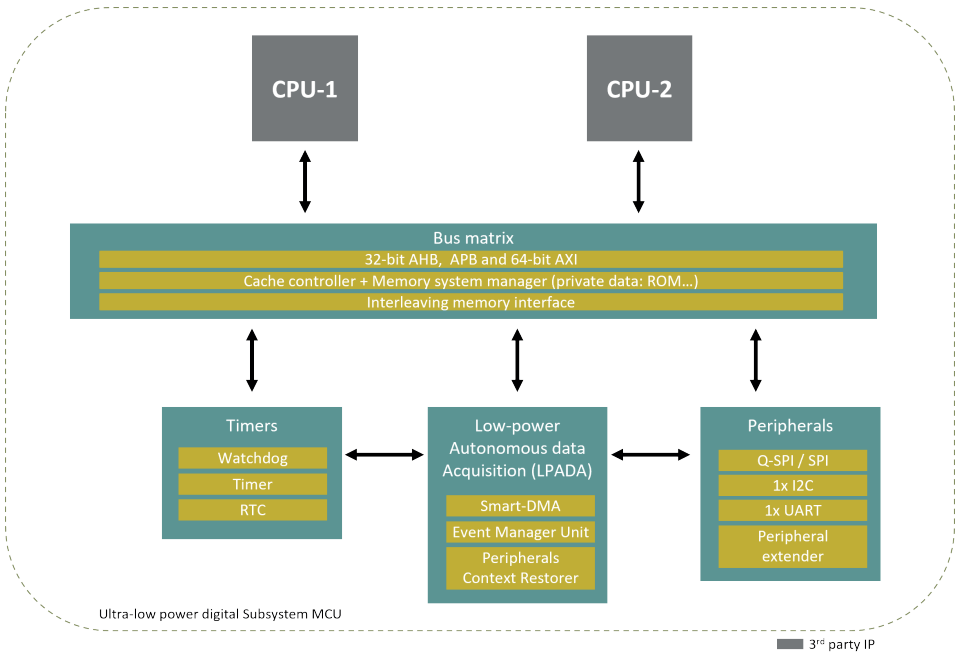 CPU-1
CPU-2
Bus matrix
32-bit AHB, APB and 64-bit AXI
Cache controller + Memory system manager (private data: ROM...)
Interleaving memory interface
Timers
Watchdog
Timer
RTC
Low-power
Autonomous data
Acquisition (LPADA)
Smart-DMA
Event Manager Unit
Peripherals
Context Restorer
Peripherals
Q-SPI / SPI
1x I2C
1x UART
Peripheral
extender
Ultra-low power digital Subsystem MCU
3rd party IP